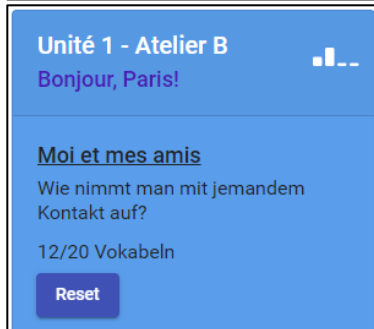 Unité 1 - Atelier B
Bonjour, Paris!
Moi et mes amis
Wie nimmt man mit jemandem
Kontakt auf?
12/20 Vokabeln
Reset